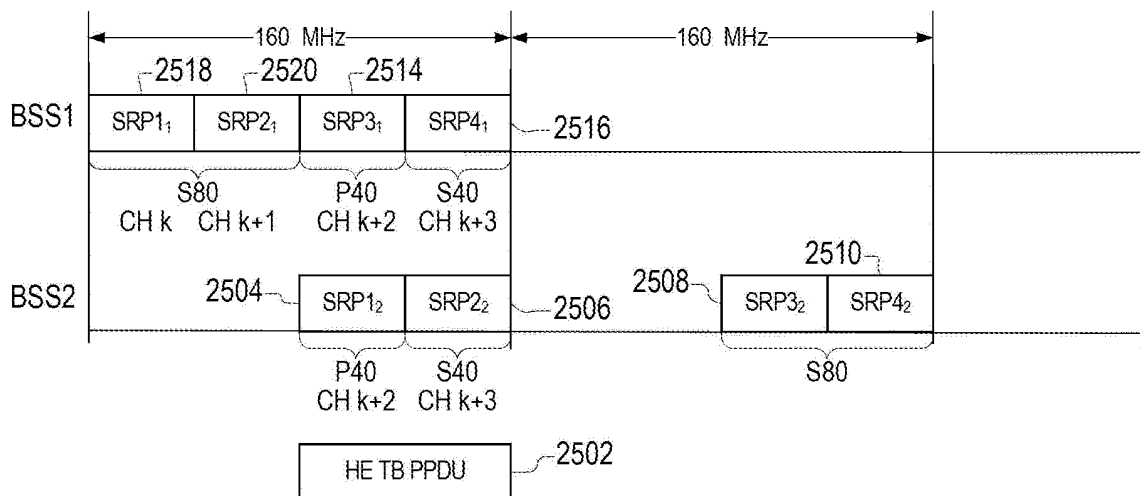 160 MHz 160 MHz
2518 2520 2514
BSS1 SRP1₁ SRP2₁ SRP3₁ SRP4₁ 2516
S80 P40 S40
CH k CH k+1 CH k+2 CH k+3
2510
BSS2 2504 SRP1₂ SRP2₂ 2506 2508 SRP3₂ SRP4₂
P40 S40 S80
CH k+2 CH k+3
HE TB PPDU 2502